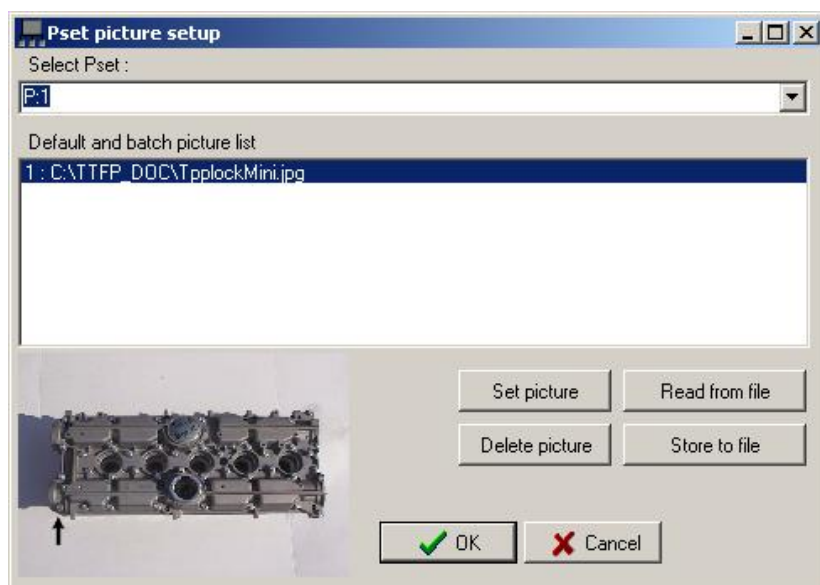 Pset picture setup
Select Pset :
P:1
Default and batch picture list
1 : C:\TTFP_DOC\TpplockMini.jpg
Set picture
Read from file
Delete picture
Store to file
OK
Cancel